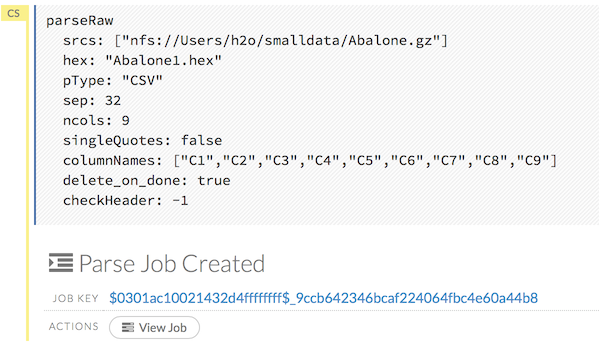 CS
parseRaw
srcs: ["nfs://Users/h2o/smalldata/Abalone.gz"]
hex: "Abalone1.hex"
pType: "CSV"
sep: 32
ncols: 9
singleQuotes: false
columnNames: ["C1","C2","C3","C4","C5","C6","C7","C8","C9"]
delete_on_done: true
checkHeader: -1
Parse Job Created
JOB KEY $0301ac10021432d4ffffffff$_9ccb642346bcaf224064fbc4e60a44b8
ACTIONS View Job